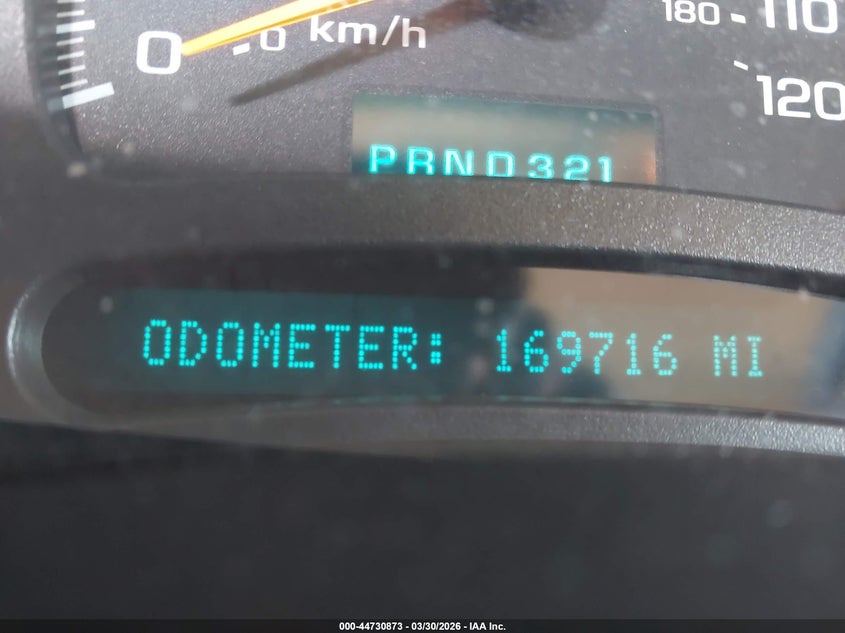 0 0 km/h 180 110
120
PRND321
ODOMETER: 169716 MI
000-44730873 - 03/30/2026 - IAA Inc.